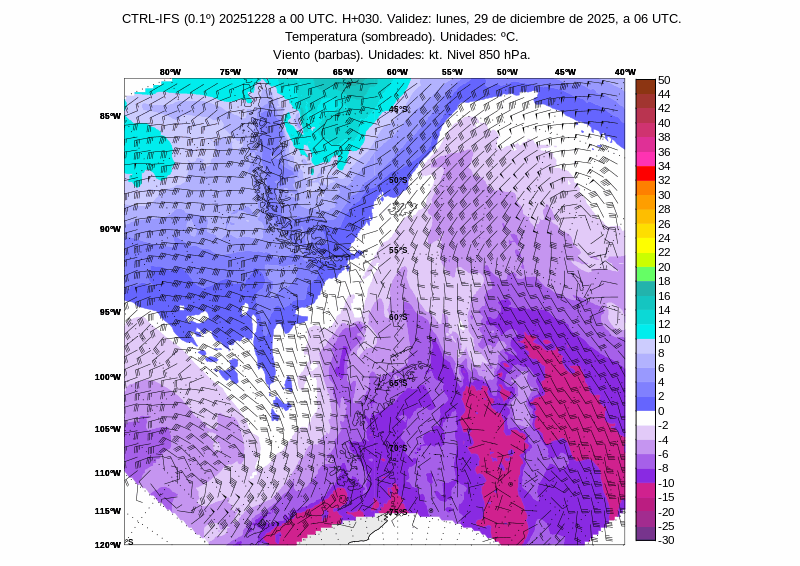 CTRL-IFS (0.1º) 20251228 a 00 UTC. H+030. Validez: lunes, 29 de diciembre de 2025, a 06 UTC.
Temperatura (sombreado). Unidades: ºC.
Viento (barbas). Unidades: kt. Nivel 850 hPa.
80°W 75°W 70°W 65°W 60°W 55°W 50°W 45°W 40°W
85°W
90°W
95°W
100°W
105°W
110°W
115°W
120°W
45°S
50°S
55°S
60°S
65°S
70°S
75°S
°S
50
44
42
40
38
36
34
32
30
28
26
24
22
20
18
16
14
12
10
8
6
4
2
0
-2
-4
-6
-8
-10
-15
-20
-25
-30